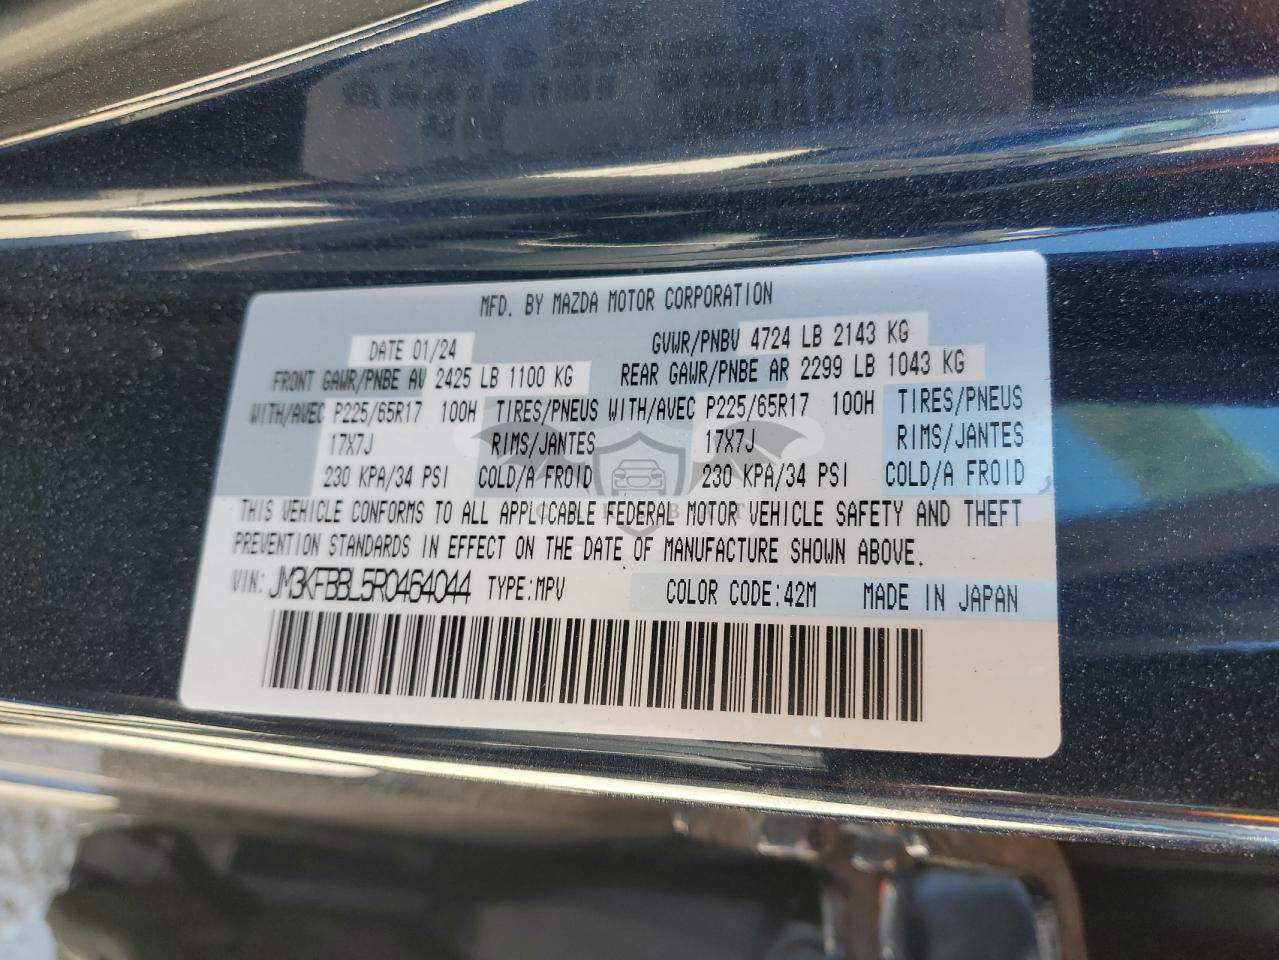 MFD. BY MAZDA MOTOR CORPORATION
DATE 01/24 GVWR/PNBV 4724 LB 2143 KG
FRONT GAWR/PNBE AV 2425 LB 1100 KG REAR GAWR/PNBE AR 2299 LB 1043 KG
WITH/AVEC P225/65R17 100H TIRES/PNEUS WITH/AVEC P225/65R17 100H TIRES/PNEUS
17X7J RIMS/JANTES 17X7J RIMS/JANTES
230 KPA/34 PSI COLD/A FROID 230 KPA/34 PSI COLD/A FROID
THIS VEHICLE CONFORMS TO ALL APPLICABLE FEDERAL MOTOR VEHICLE SAFETY AND THEFT
PREVENTION STANDARDS IN EFFECT ON THE DATE OF MANUFACTURE SHOWN ABOVE.
VIN: JM3KFBBL5R0464044 TYPE:MPV COLOR CODE:42M MADE IN JAPAN